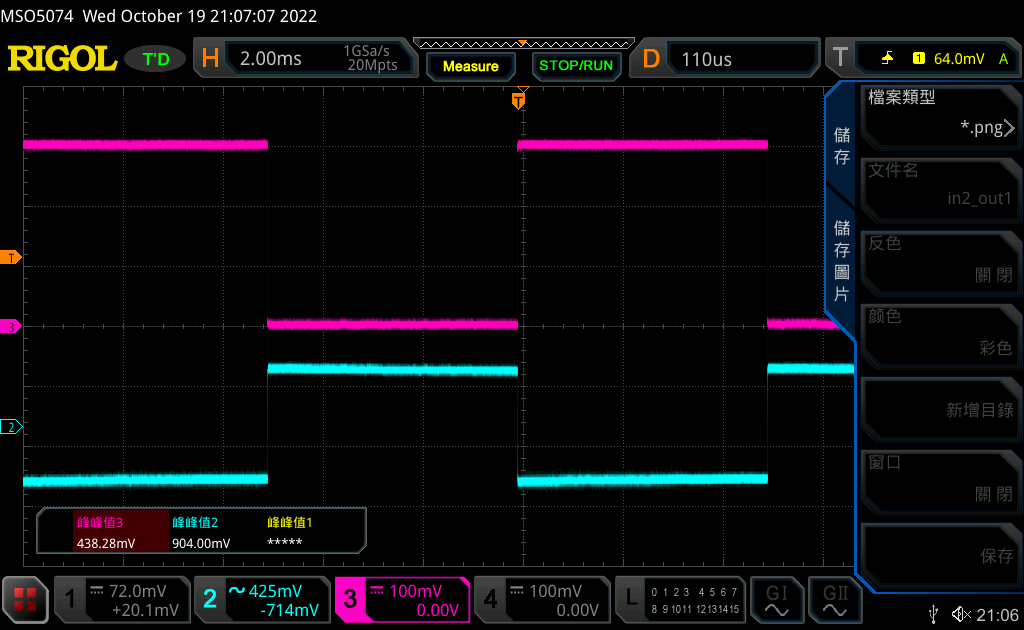 MSO5074 Wed October 19 21:07:07 2022
RIGOL T'D H 2.00ms 1GSa/s 20Mpts Measure STOP/RUN D 110us T 1 64.0mV A
T
檔案類型
*.png
儲存
文件名
in2_out1
儲存圖片
反色
關閉
T
颜色
彩色
3
新增目錄
2
窗口
關閉
峰峰值3 峰峰值2 峰峰值1
438.28mV 904.00mV *****
保存
1 72.0mV +20.1mV
2 425mV -714mV
3 100mV 0.00V
4 100mV 0.00V
L 0 1 2 3 4 5 6 7
8 9 10 11 12 13 14 15
GI GII
21:06